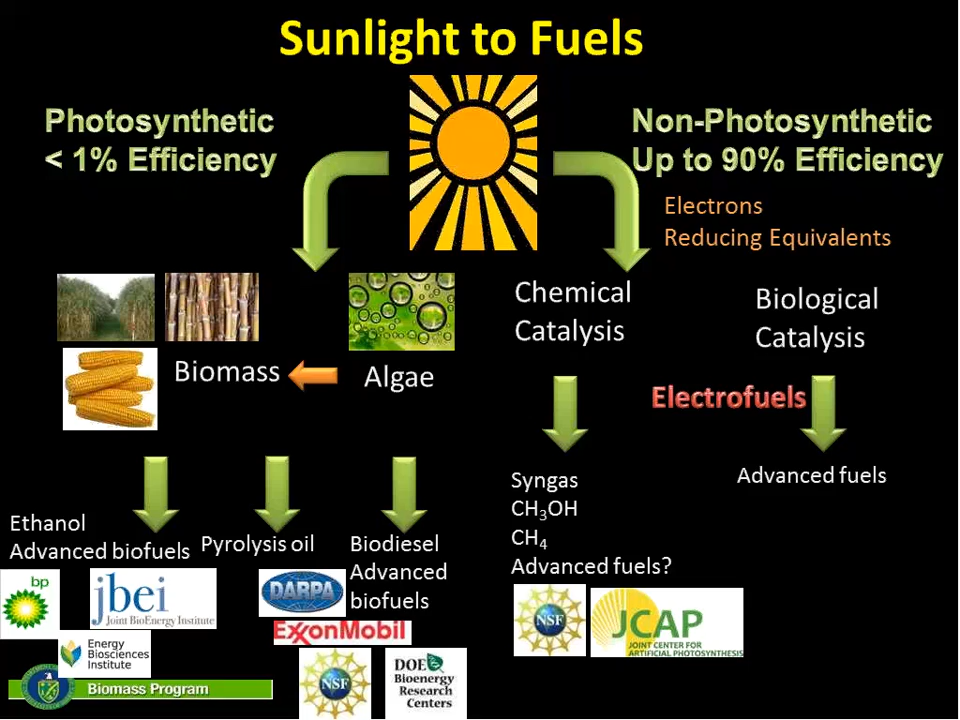 Sunlight to Fuels
Photosynthetic
< 1% Efficiency
Non-Photosynthetic
Up to 90% Efficiency
Electrons
Reducing Equivalents
Chemical
Catalysis
Biological
Catalysis
Biomass
Algae
Electrofuels
Ethanol
Advanced biofuels
Pyrolysis oil
Biodiesel
Advanced
biofuels
Syngas
CH₃OH
CH₄
Advanced fuels?
Advanced fuels
bp
jbei
Joint BioEnergy Institute
DARPA
ExxonMobil
Energy
Biosciences
Institute
Biomass Program
NSF
DOE
Bioenergy
Research
Centers
NSF
JCAP
JOINT CENTER FOR
ARTIFICIAL PHOTOSYNTHESIS